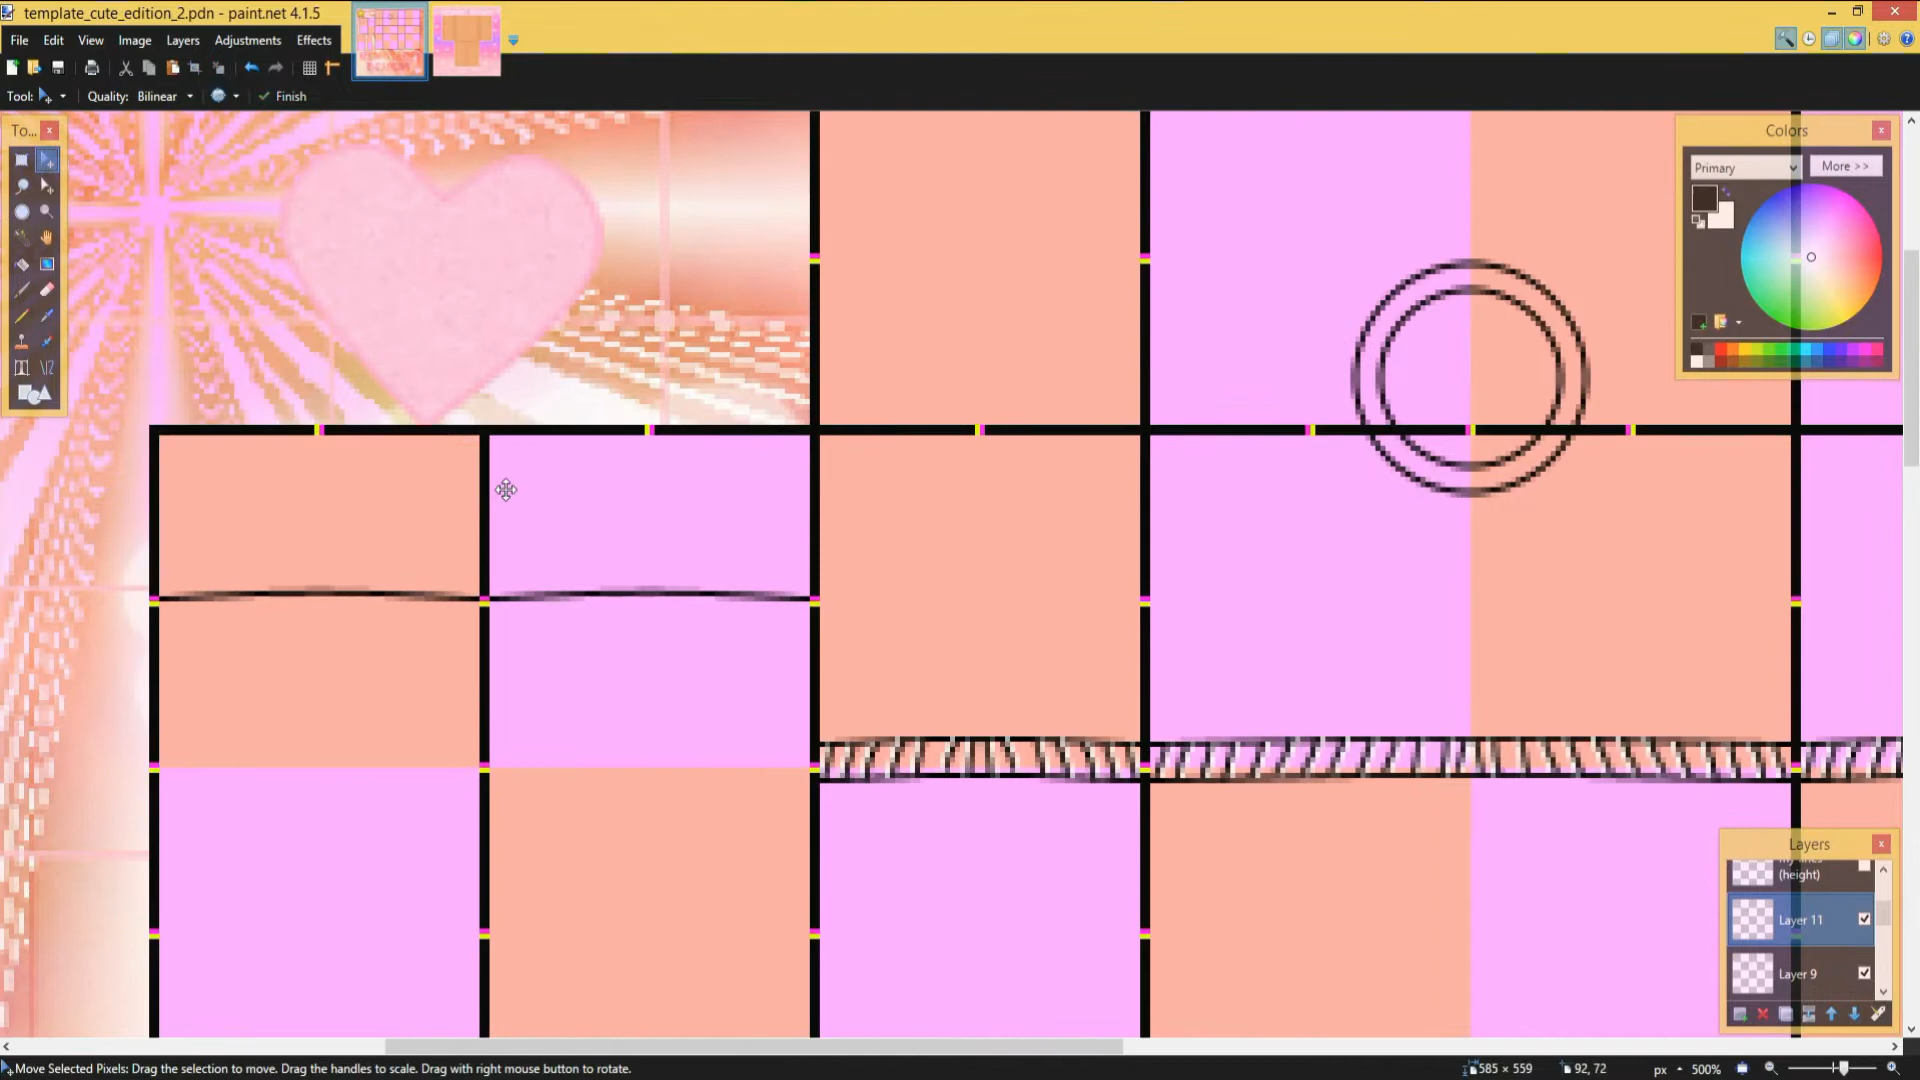 template_cute_edition_2.pdn - paint.net 4.1.5
File Edit View Image Layers Adjustments Effects
Tool: Quality: Bilinear Finish
To...
Colors
Primary
More >>
Layers
(height)
Layer 11
Layer 9
Move Selected Pixels: Drag the selection to move. Drag the handles to scale. Drag with right mouse button to rotate.
585 × 559
92, 72
px
500%